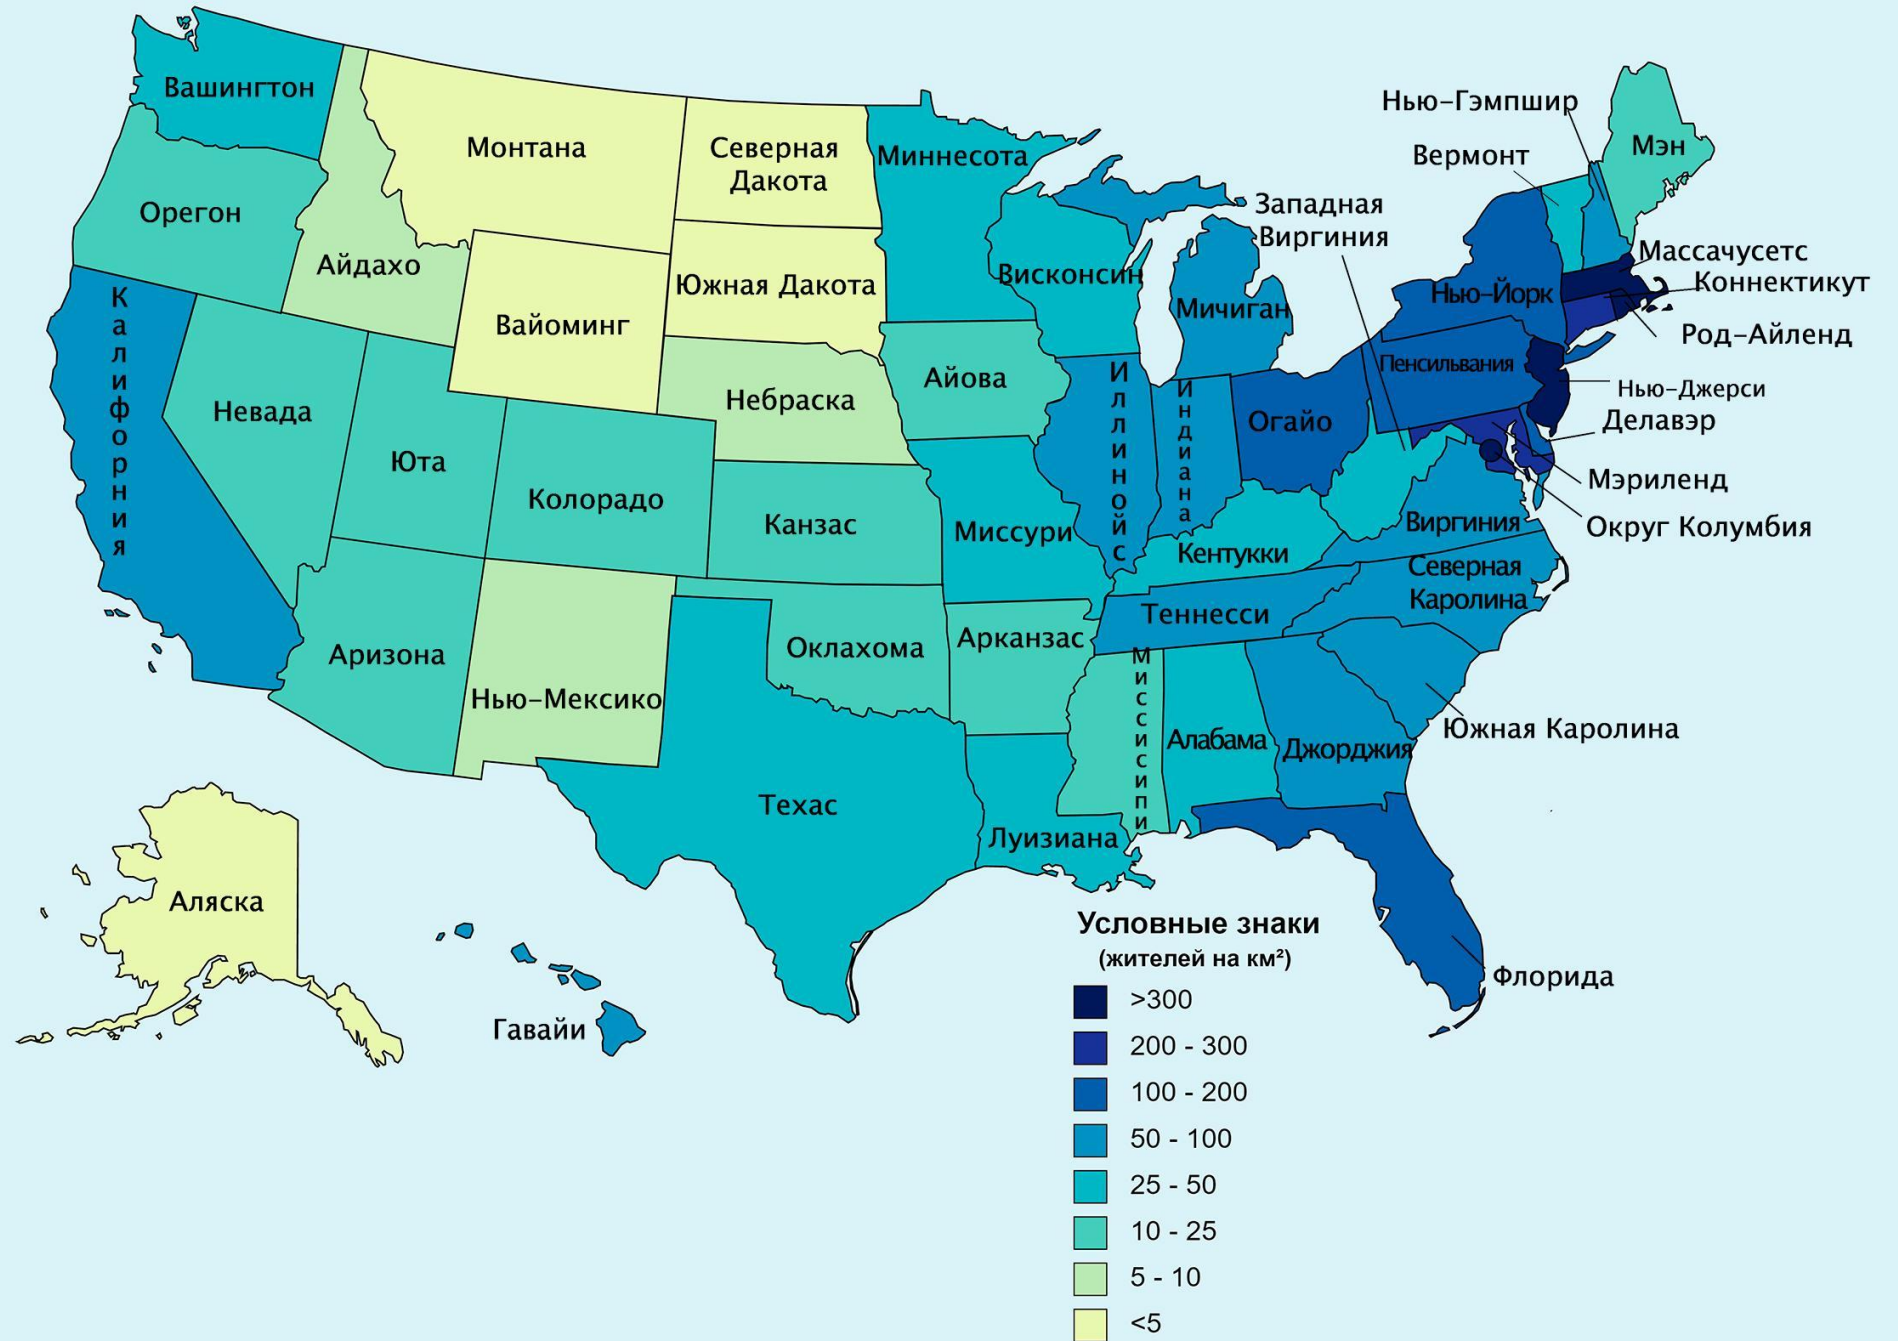 Вашингтон
Монтана
Северная
Дакота
Миннесота
Нью-Гэмпшир
Мэн
Вермонт
Орегон
Айдахо
Западная
Виргиния
Массачусетс
Коннектикут
Южная Дакота
Висконсин
Мичиган
Нью-Йорк
Род-Айленд
Вайоминг
Калифорния
Невада
Небраска
Айова
Иллинойс
Индиана
Огайо
Пенсильвания
Нью-Джерси
Делавэр
Юта
Колорадо
Канзас
Миссури
Мэриленд
Кентукки
Виргиния
Округ Колумбия
Северная
Каролина
Теннесси
Аризона
Нью-Мексико
Оклахома
Арканзас
Миссисипи
Алабама
Джорджия
Южная Каролина
Техас
Луизиана
Аляска
Гавайи
Флорида
Условные знаки
(жителей на км²)
>300
200 - 300
100 - 200
50 - 100
25 - 50
10 - 25
5 - 10
<5